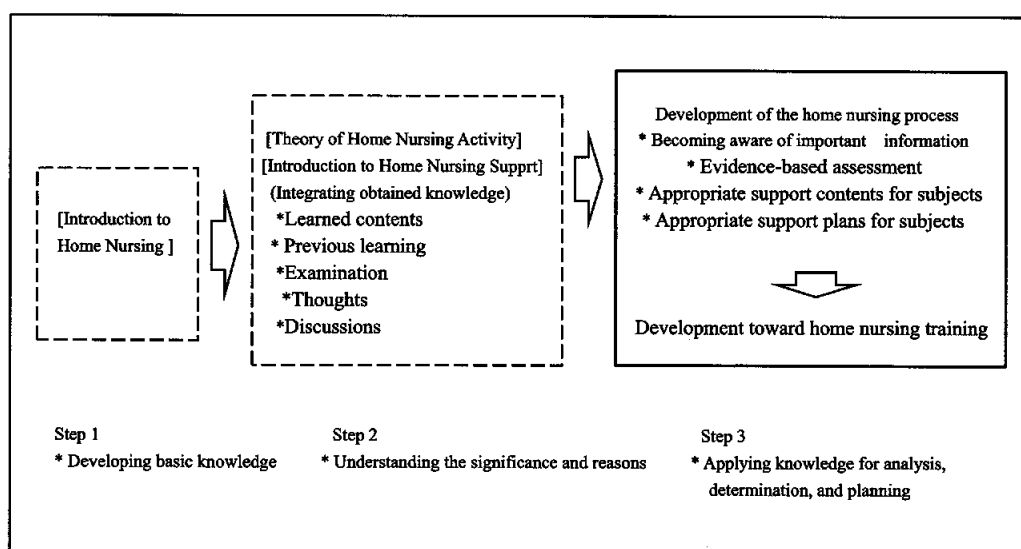 [Introduction to
Home Nursing ]
[Theory of Home Nursing Activity]
[Introduction to Home Nursing Supprt]
(Integrating obtained knowledge)
*Learned contents
* Previous learning
*Examination
*Thoughts
*Discussions
Development of the home nursing process
* Becoming aware of important information
* Evidence-based assessment
* Appropriate support contents for subjects
* Appropriate support plans for subjects
Development toward home nursing training
Step 1
* Developing basic knowledge
Step 2
* Understanding the significance and reasons
Step 3
* Applying knowledge for analysis,
determination, and planning